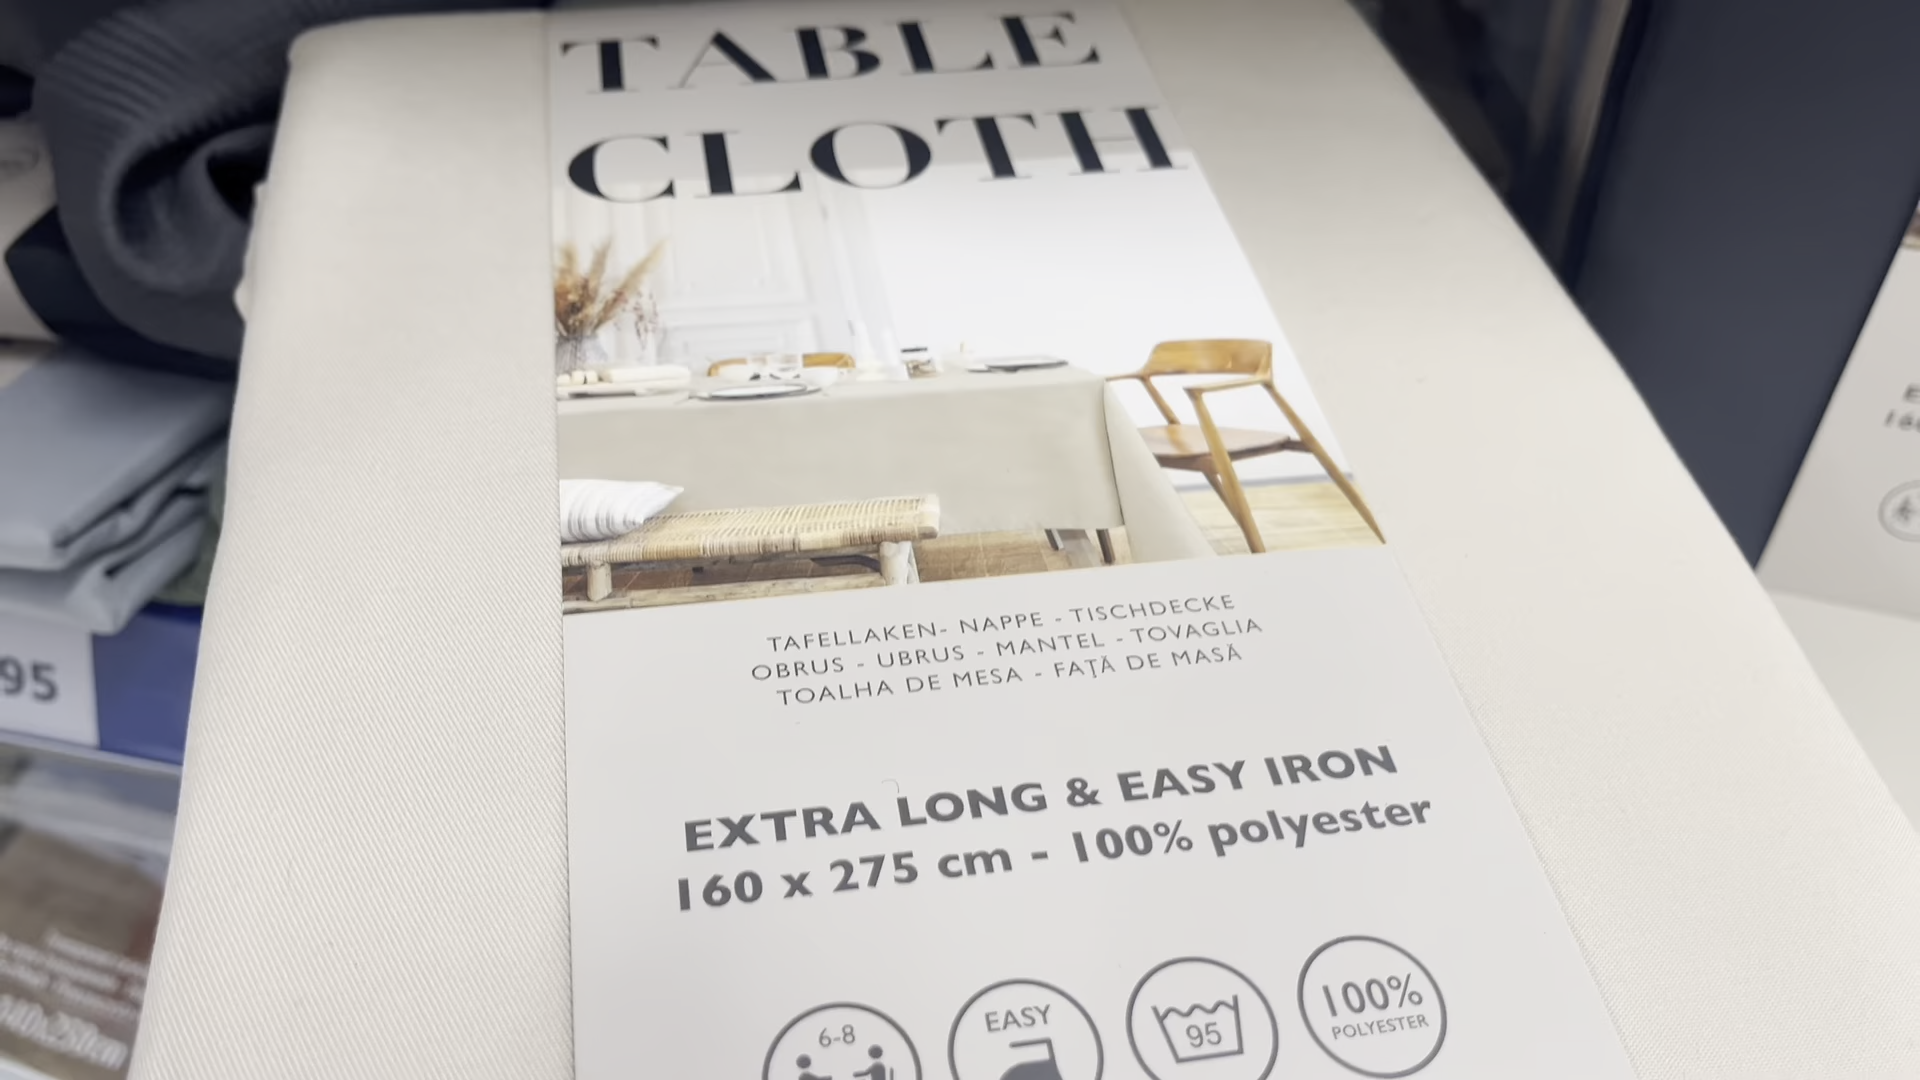 TABLE
CLOTH
TAFELLAKEN- NAPPE - TISCHDECKE
OBRUS - UBRUS - MANTEL - TOVAGLIA
TOALHA DE MESA - FAŢĂ DE MASĂ
EXTRA LONG & EASY IRON
160 x 275 cm - 100% polyester
6-8
EASY
95
100%
POLYESTER
95